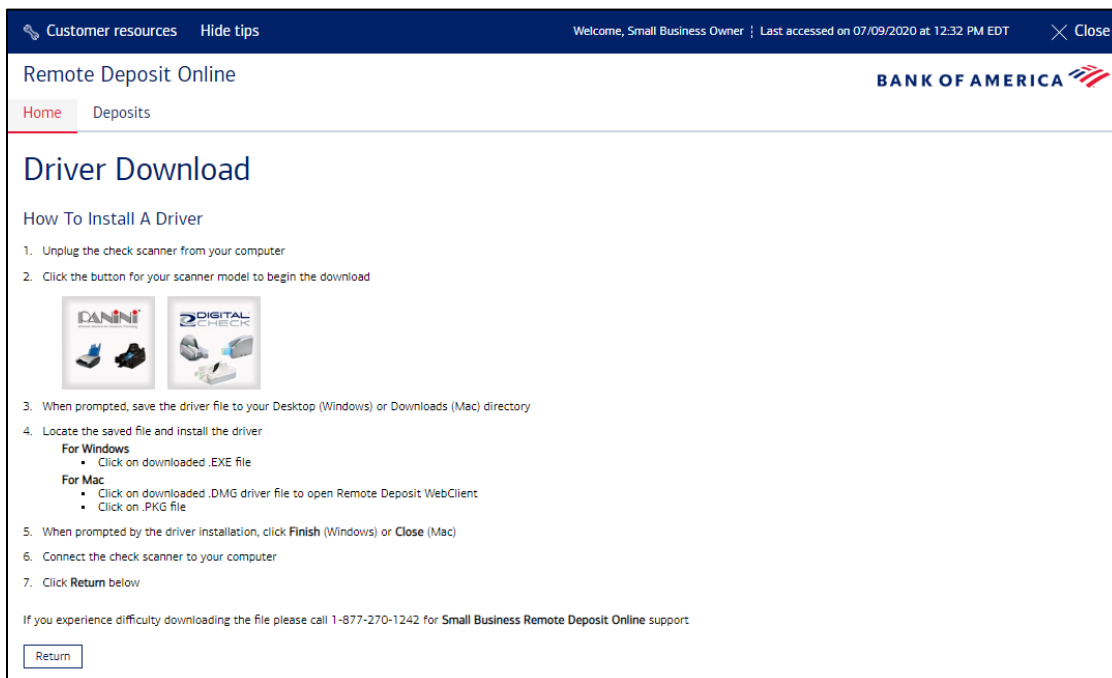 Customer resources Hide tips Welcome, Small Business Owner ¦ Last accessed on 07/09/2020 at 12:32 PM EDT Close
Remote Deposit Online
BANK OF AMERICA
Home Deposits
Driver Download
How To Install A Driver
1. Unplug the check scanner from your computer
2. Click the button for your scanner model to begin the download
PANINI DIGITAL
CHECK
3. When prompted, save the driver file to your Desktop (Windows) or Downloads (Mac) directory
4. Locate the saved file and install the driver
For Windows
▪ Click on downloaded .EXE file
For Mac
▪ Click on downloaded .DMG driver file to open Remote Deposit WebClient
▪ Click on .PKG file
5. When prompted by the driver installation, click Finish (Windows) or Close (Mac)
6. Connect the check scanner to your computer
7. Click Return below
If you experience difficulty downloading the file please call 1-877-270-1242 for Small Business Remote Deposit Online support
Return